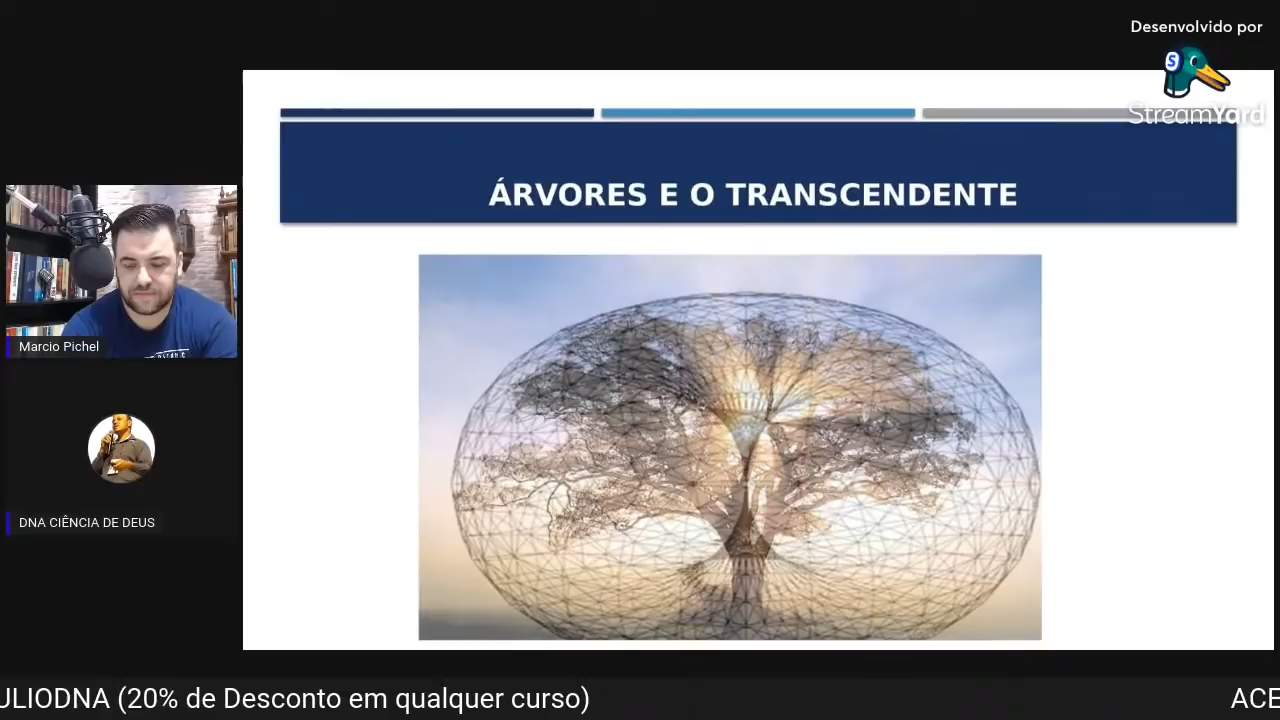 Desenvolvido por
StreamYard
ÁRVORES E O TRANSCENDENTE
Marcio Pichel
DNA CIÊNCIA DE DEUS
ULIODNA (20% de Desconto em qualquer curso)
ACE